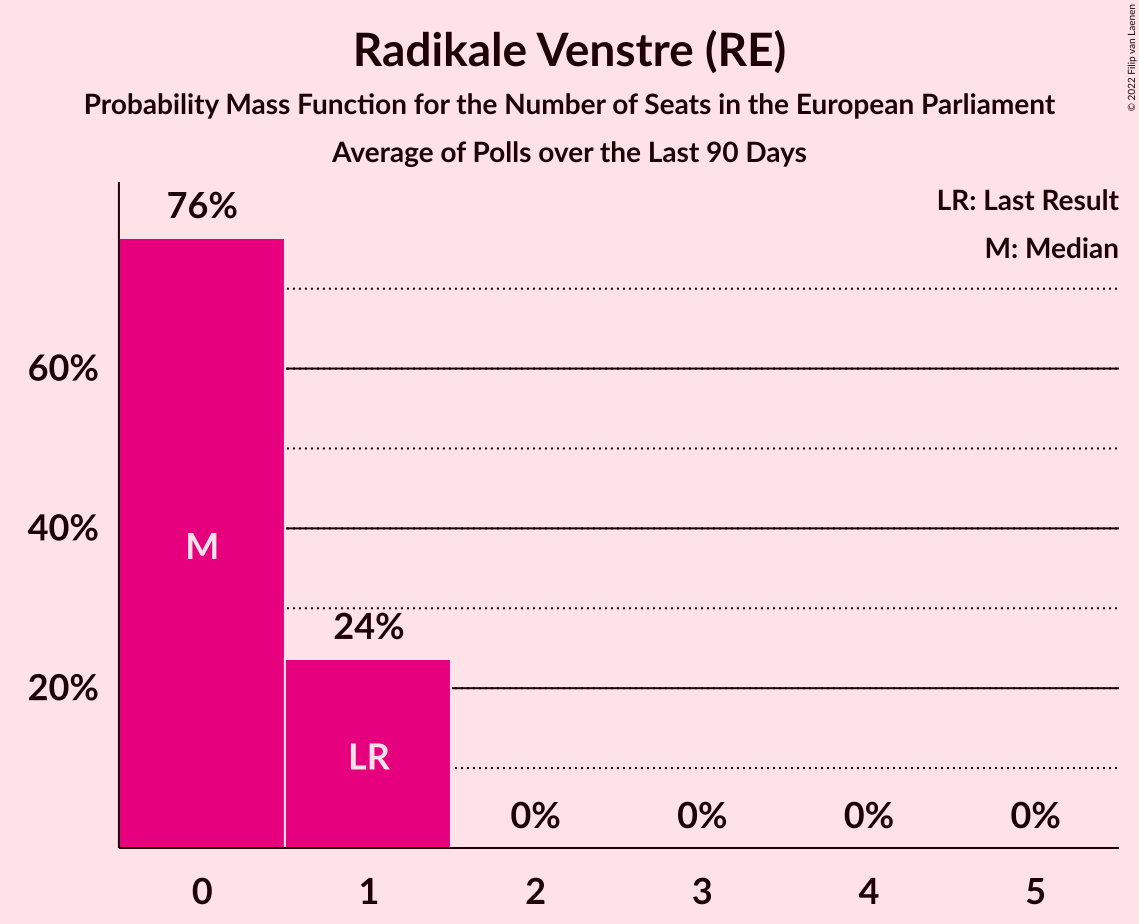 Radikale Venstre (RE)
Probability Mass Function for the Number of Seats in the European Parliament
Average of Polls over the Last 90 Days
© 2022 Filip van Laenen
LR: Last Result
M: Median
76%
60%
40%
20%
M
24%
LR
0%
0%
0%
0%
0
1
2
3
4
5